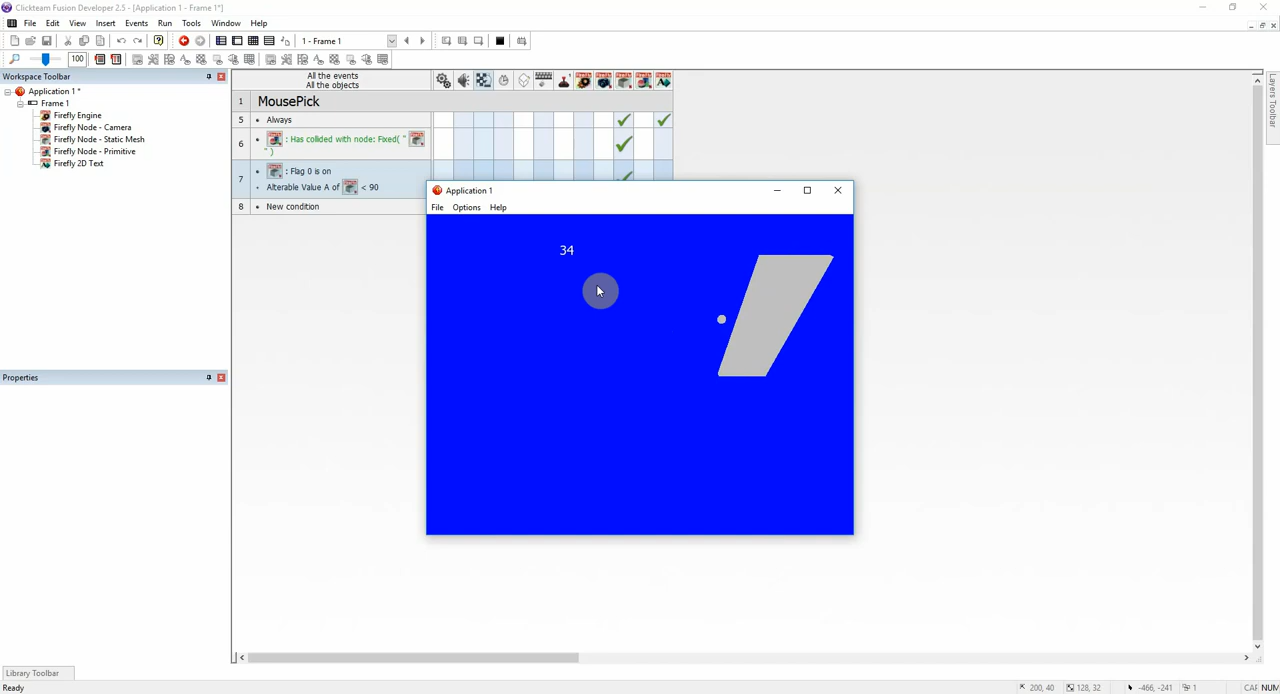 Clickteam Fusion Developer 2.5 - [Application 1 - Frame 1*]
File Edit View Insert Events Run Tools Window Help
1 - Frame 1
100
Workspace Toolbar
Application 1 *
Frame 1
Firefly Engine
Firefly Node - Camera
Firefly Node - Static Mesh
Firefly Node - Primitive
Firefly 2D Text
Properties
All the events
All the objects
1 MousePick
5 • Always
6 • : Has collided with node: Fixed( "
" )
7 • : Flag 0 is on
• Alterable Value A of < 90
8 • New condition
Application 1
File Options Help
34
Layers Toolbar
Library Toolbar
Ready
200, 40
128, 32
-466, -241
1
CAP NUM